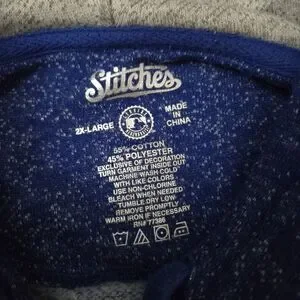 Stitches
2X-LARGE
GENUINE
MERCHANDISE
MADE IN
CHINA
55% COTTON
45% POLYESTER
EXCLUSIVE OF DECORATION
TURN GARMENT INSIDE OUT
MACHINE WASH COLD
WITH LIKE COLORS
USE NON-CHLORINE
BLEACH WHEN NEEDED
TUMBLE DRY LOW
REMOVE PROMPTLY
WARM IRON IF NECESSARY
RN# 77386